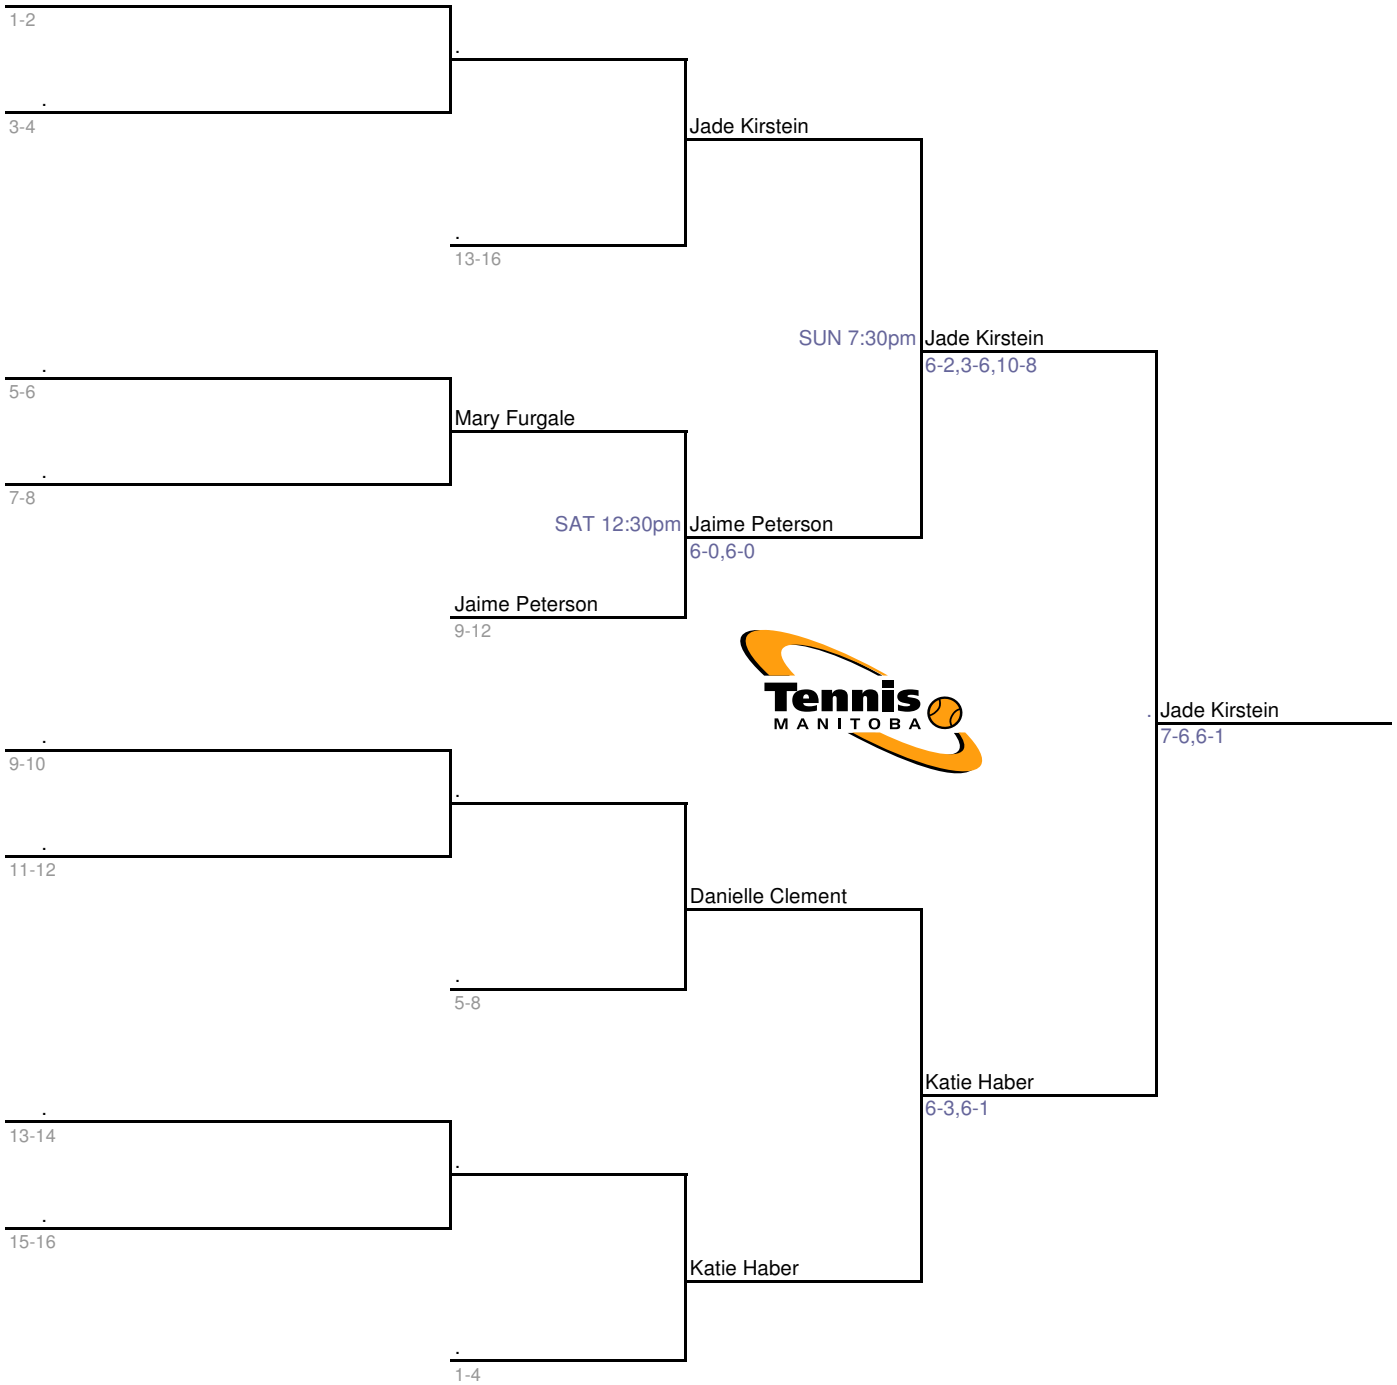 1-2
.
.
3-4
Jade Kirstein
.
13-16
SUN 7:30pm Jade Kirstein
6-2,3-6,10-8
.
5-6
Mary Furgale
.
7-8
SAT 12:30pm Jaime Peterson
6-0,6-0
Jaime Peterson
9-12
Tennis
MANITOBA
. Jade Kirstein
7-6,6-1
.
9-10
.
.
11-12
Danielle Clement
.
5-8
Katie Haber
6-3,6-1
.
13-14
.
.
15-16
Katie Haber
.
1-4